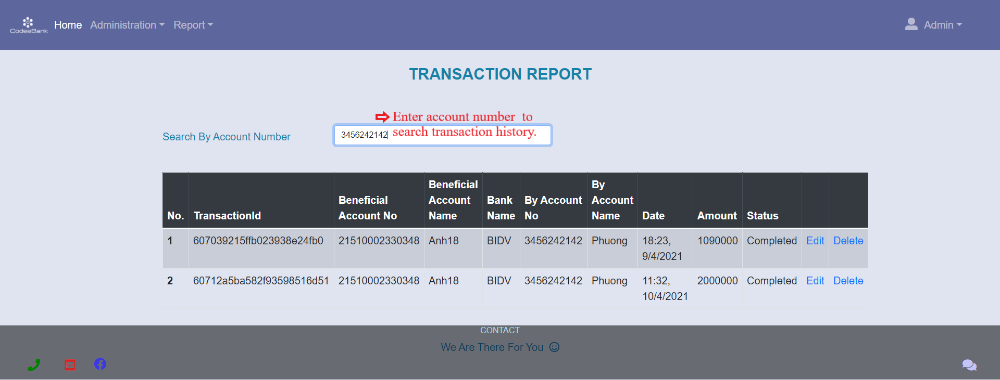 CodeeBank Home Administration Report Admin
TRANSACTION REPORT
Enter account number to
search transaction history.
Search By Account Number 3456242142
No. TransactionId Beneficial Account No Beneficial Account Name Bank Name By Account No By Account Name Date Amount Status
1 607039215ffb023938e24fb0 21510002330348 Anh18 BIDV 3456242142 Phuong 18:23, 9/4/2021 1090000 Completed Edit Delete
2 60712a5ba582f93598516d51 21510002330348 Anh18 BIDV 3456242142 Phuong 11:32, 10/4/2021 2000000 Completed Edit Delete
CONTACT
We Are There For You